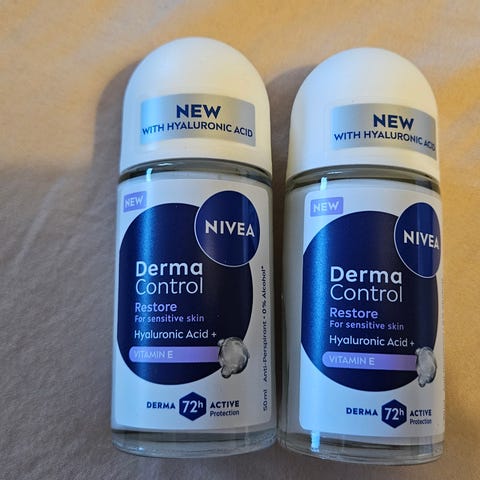 NEW
WITH HYALURONIC ACID
NEW
NIVEA
Derma
Control
Restore
For sensitive skin
Hyaluronic Acid +
VITAMIN E
DERMA 72h ACTIVE
Protection
50ml Anti-Perspirant - 0% Alcohol*
NEW
WITH HYALURONIC ACID
NEW
NIVEA
Derma
Control
Restore
For sensitive skin
Hyaluronic Acid +
VITAMIN E
DERMA 72h ACTIVE
Protection